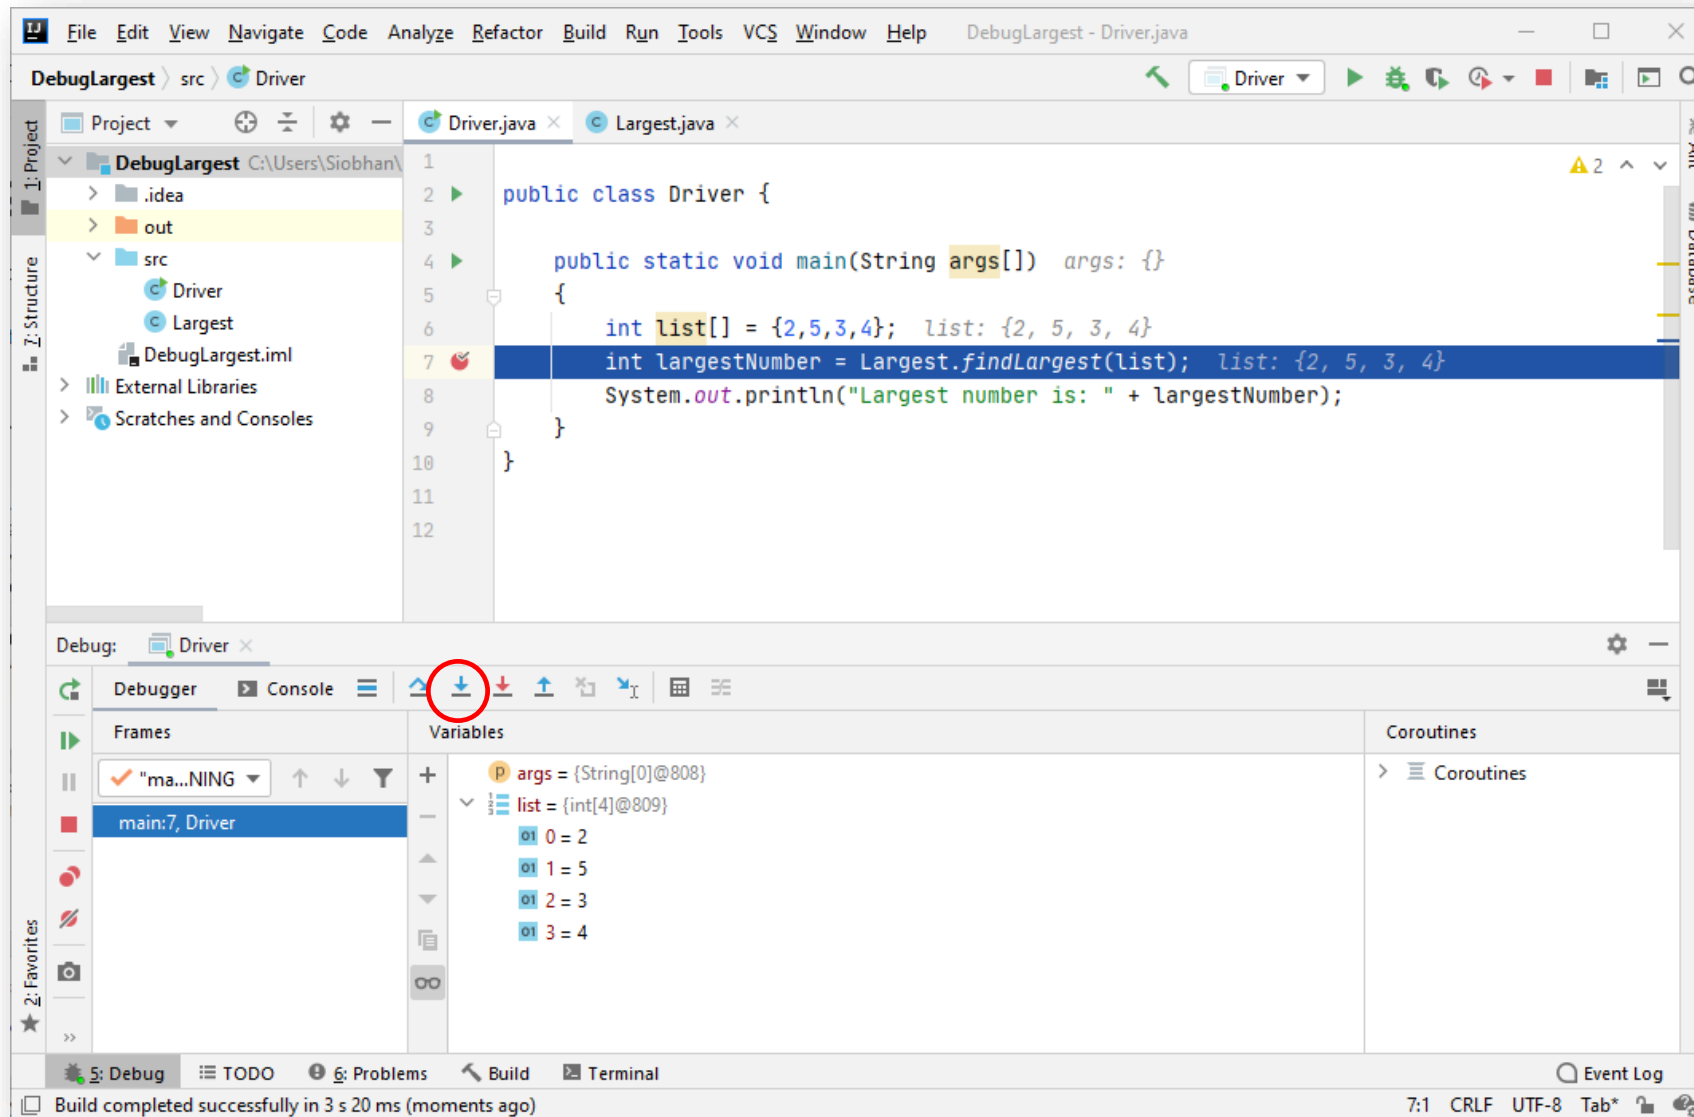 IJ File Edit View Navigate Code Analyze Refactor Build Run Tools VCS Window Help DebugLargest - Driver.java
DebugLargest src Driver
Driver
1: Project
7: Structure
2: Favorites
Project
DebugLargest C:\Users\Siobhan\
.idea
out
src
Driver
Largest
DebugLargest.iml
External Libraries
Scratches and Consoles
Driver.java Largest.java
2
Database
1
2 public class Driver {
3
4 public static void main(String args[]) args: {}
5 {
6 int list[] = {2,5,3,4}; list: {2, 5, 3, 4}
7 int largestNumber = Largest.findLargest(list); list: {2, 5, 3, 4}
8 System.out.println("Largest number is: " + largestNumber);
9 }
10 }
11
12
Debug: Driver
Debugger Console
Frames
"ma...NING
main:7, Driver
Variables
args = {String[0]@808}
list = {int[4]@809}
0 = 2
1 = 5
2 = 3
3 = 4
Coroutines
Coroutines
5: Debug TODO 6: Problems Build Terminal Event Log
Build completed successfully in 3 s 20 ms (moments ago) 7:1 CRLF UTF-8 Tab*